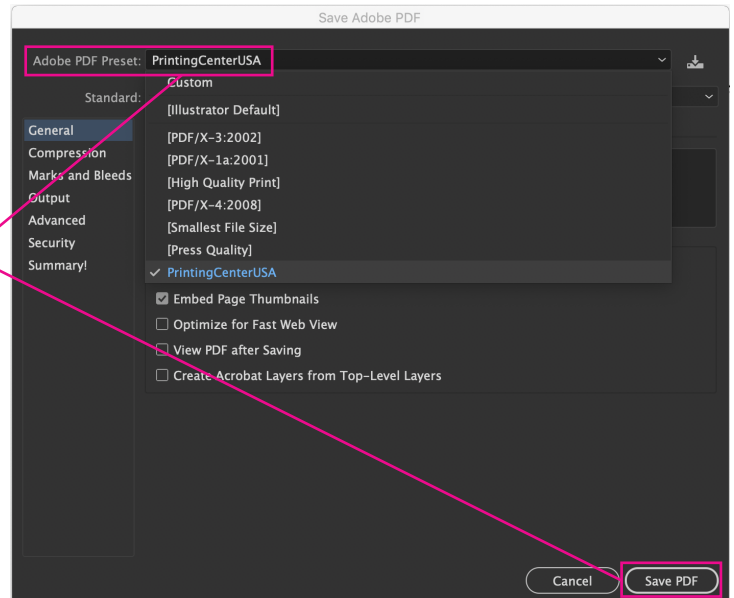 Save Adobe PDF
Adobe PDF Preset: PrintingCenterUSA
Custom
Standard:
[Illustrator Default]
General
[PDF/X-3:2002]
Compression
[PDF/X-1a:2001]
Marks and Bleeds
[High Quality Print]
Output
[PDF/X-4:2008]
Advanced
[Smallest File Size]
Security
[Press Quality]
Summary!
✓ PrintingCenterUSA
Embed Page Thumbnails
Optimize for Fast Web View
View PDF after Saving
Create Acrobat Layers from Top-Level Layers
Cancel
Save PDF